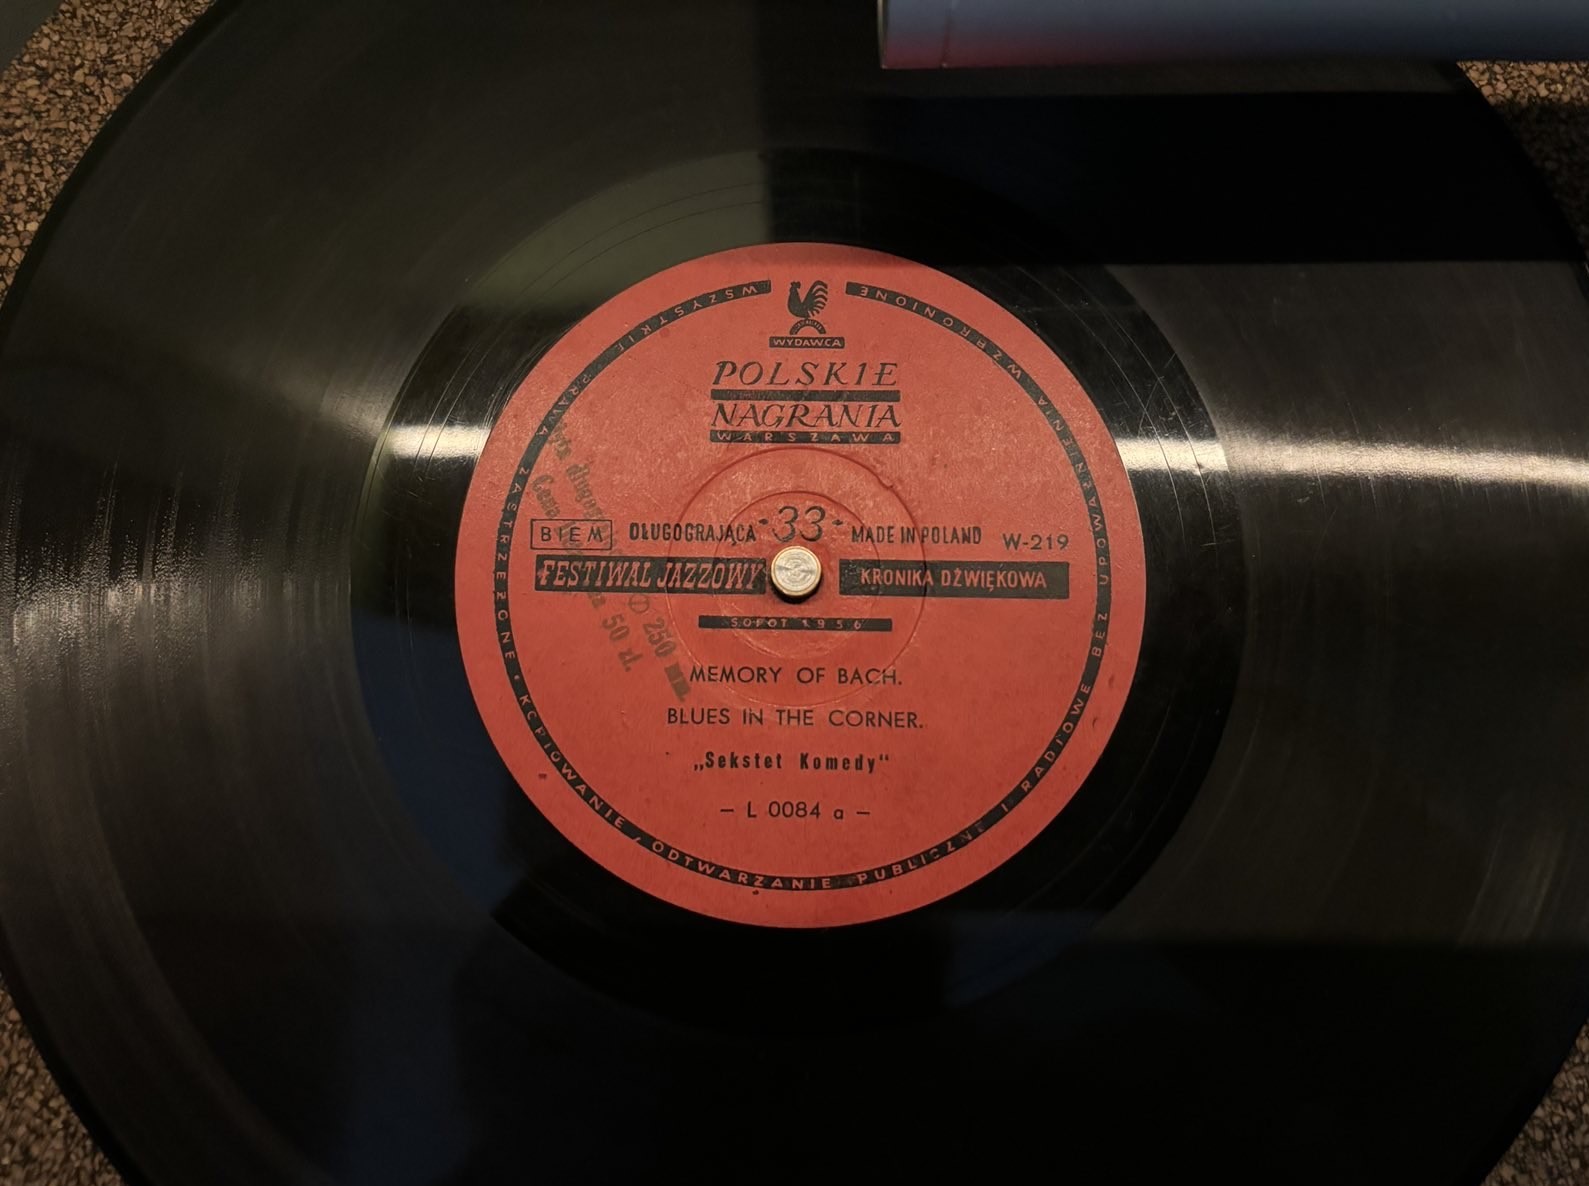 WYDAWCA
POLSKIE
NAGRANIA
WARSZAWA
BIEM DŁUGOGRAJĄCA ·33· MADE IN POLAND W-219
FESTIWAL JAZZOWY KRONIKA DŹWIĘKOWA
SOPOT 1956
MEMORY OF BACH.
BLUES IN THE CORNER.
„Sekstet Komedy“
— L 0084 a —
WSZYSTKIE PRAWA ZASTRZEŻONE • KOPIOWANIE, ODTWARZANIE PUBLICZNE I RADIOWE BEZ UPOWAŻNIENIA WZBRONIONE
250 mm.
50 zł.